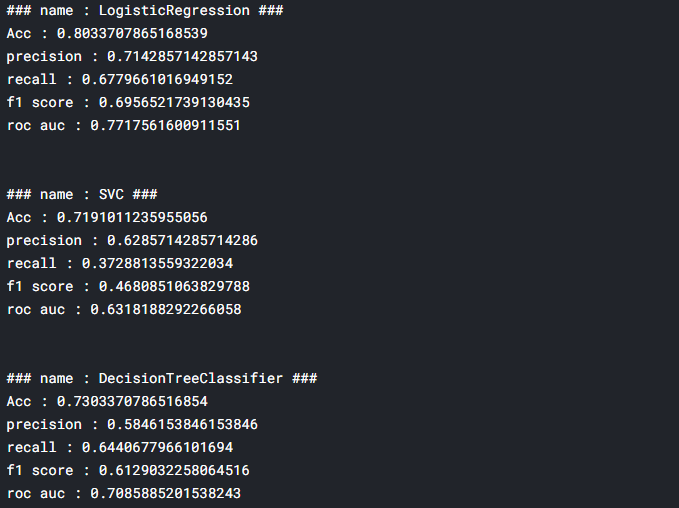 ### name : LogisticRegression ###
Acc : 0.8033707865168539
precision : 0.7142857142857143
recall : 0.6779661016949152
f1 score : 0.6956521739130435
roc auc : 0.7717561600911551
### name : SVC ###
Acc : 0.7191011235955056
precision : 0.6285714285714286
recall : 0.3728813559322034
f1 score : 0.4680851063829788
roc auc : 0.6318188292266058
### name : DecisionTreeClassifier ###
Acc : 0.7303370786516854
precision : 0.5846153846153846
recall : 0.6440677966101694
f1 score : 0.6129032258064516
roc auc : 0.7085885201538243